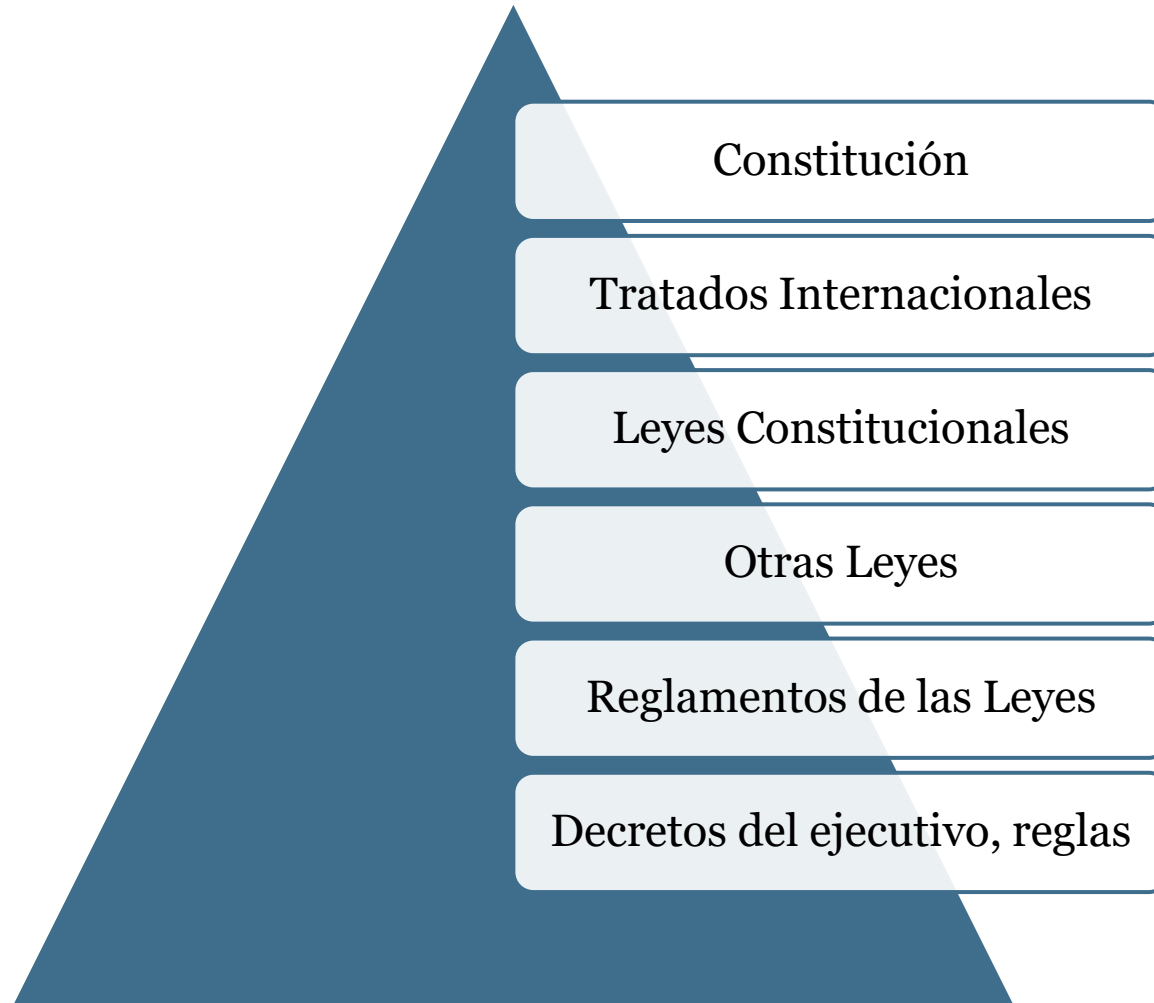 Constitución
Tratados Internacionales
Leyes Constitucionales
Otras Leyes
Reglamentos de las Leyes
Decretos del ejecutivo, reglas